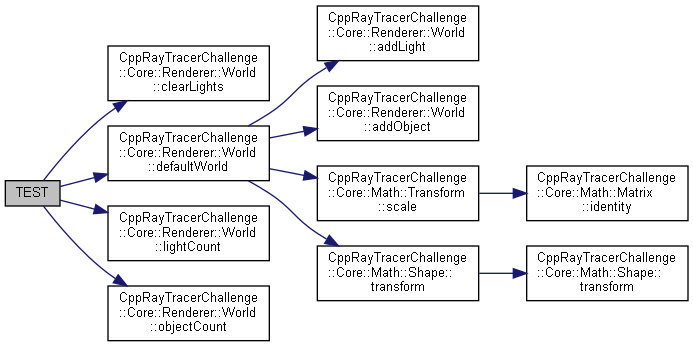 TEST
CppRayTracerChallenge
::Core::Renderer::World
::clearLights
CppRayTracerChallenge
::Core::Renderer::World
::defaultWorld
CppRayTracerChallenge
::Core::Renderer::World
::lightCount
CppRayTracerChallenge
::Core::Renderer::World
::objectCount
CppRayTracerChallenge
::Core::Renderer::World
::addLight
CppRayTracerChallenge
::Core::Renderer::World
::addObject
CppRayTracerChallenge
::Core::Math::Transform
::scale
CppRayTracerChallenge
::Core::Math::Shape::
transform
CppRayTracerChallenge
::Core::Math::Matrix
::identity
CppRayTracerChallenge
::Core::Math::Shape::
transform